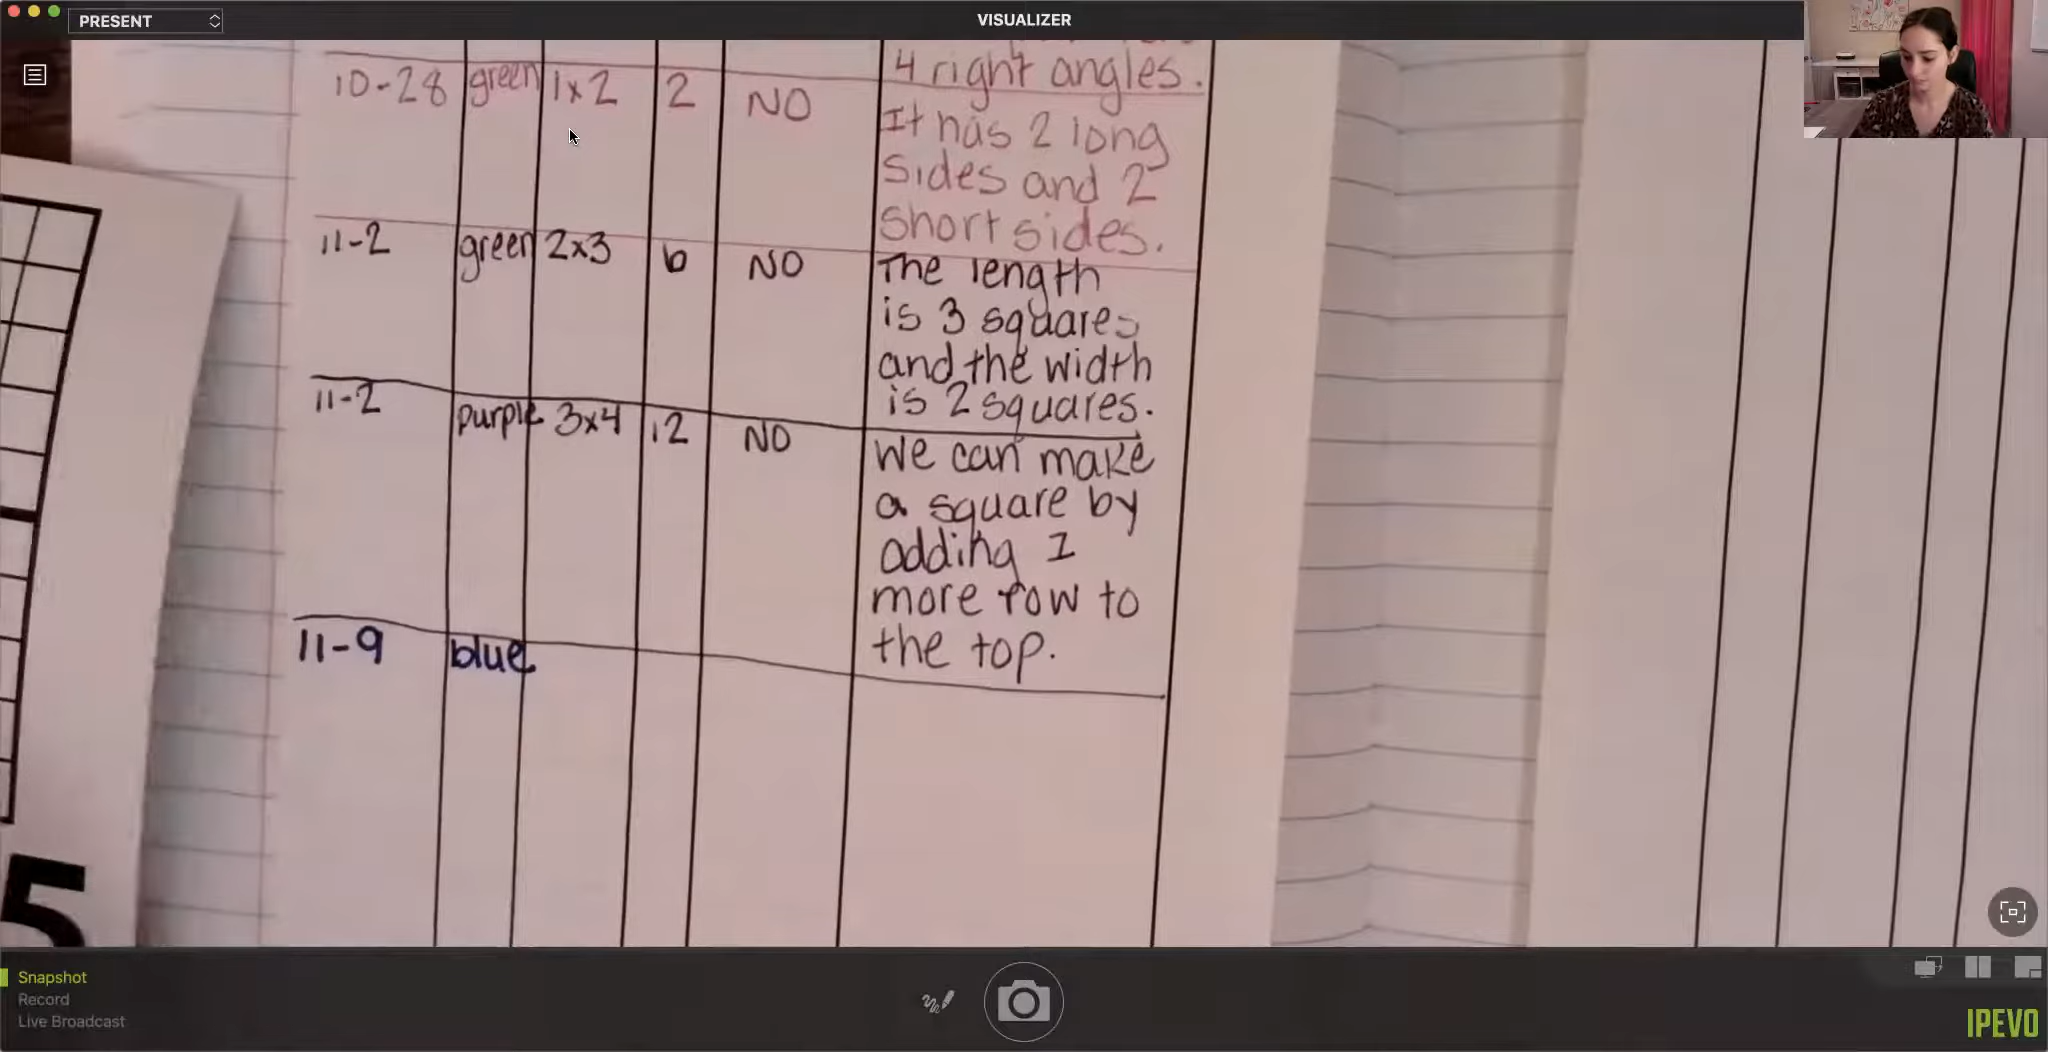 PRESENT
VISUALIZER
4 right angles.
10-28 green 1x2 2 NO
It has 2 long
sides and 2
short sides.
11-2 green 2x3 6 NO
The length
is 3 squares
and the width
is 2 squares.
11-2 purple 3x4 12 NO
We can make
a square by
adding 1
more row to
the top.
11-9 blue
5
Snapshot
Record
Live Broadcast
IPEVO